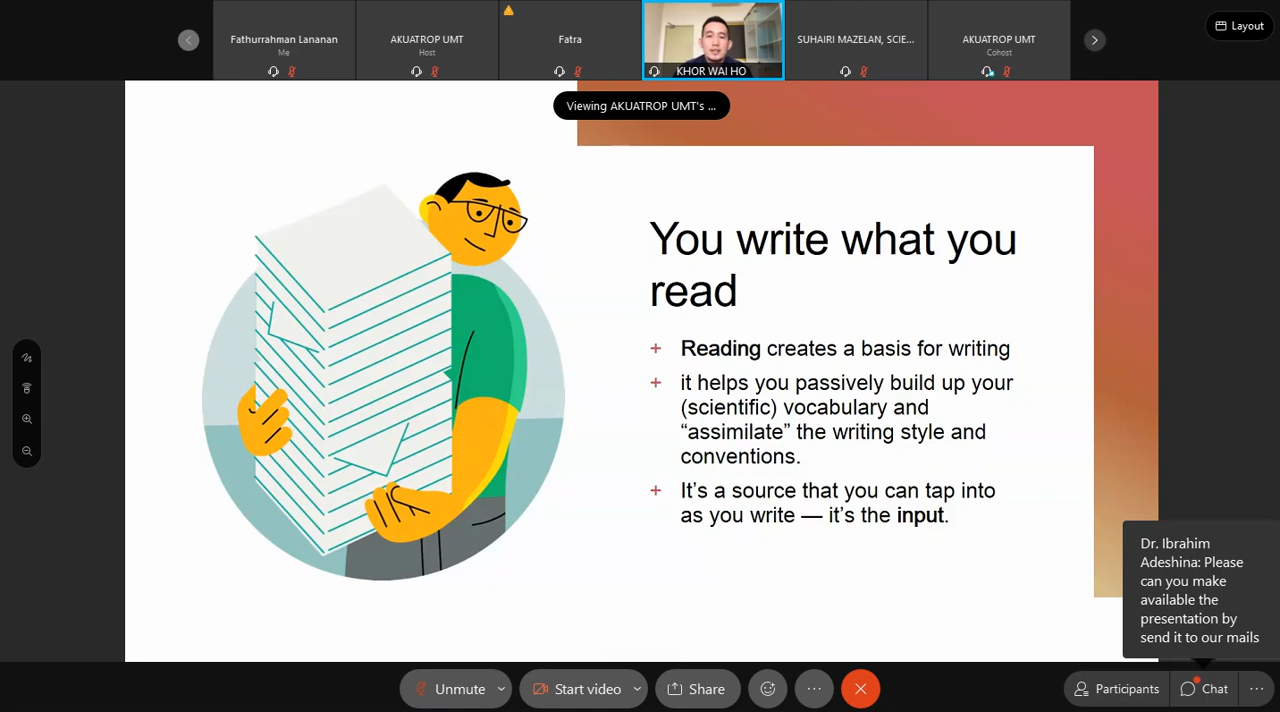 Layout
Fathurrahman Lananan
Me
AKUATROP UMT
Host
Fatra
KHOR WAI HO
SUHAIRI MAZELAN, SCIE...
AKUATROP UMT
Cohost
Viewing AKUATROP UMT's ...
You write what you
read
+ Reading creates a basis for writing
+ it helps you passively build up your
(scientific) vocabulary and
“assimilate” the writing style and
conventions.
+ It’s a source that you can tap into
as you write — it’s the input.
Dr. Ibrahim
Adeshina: Please
can you make
available the
presentation by
send it to our mails
Unmute
Start video
Share
Participants
Chat